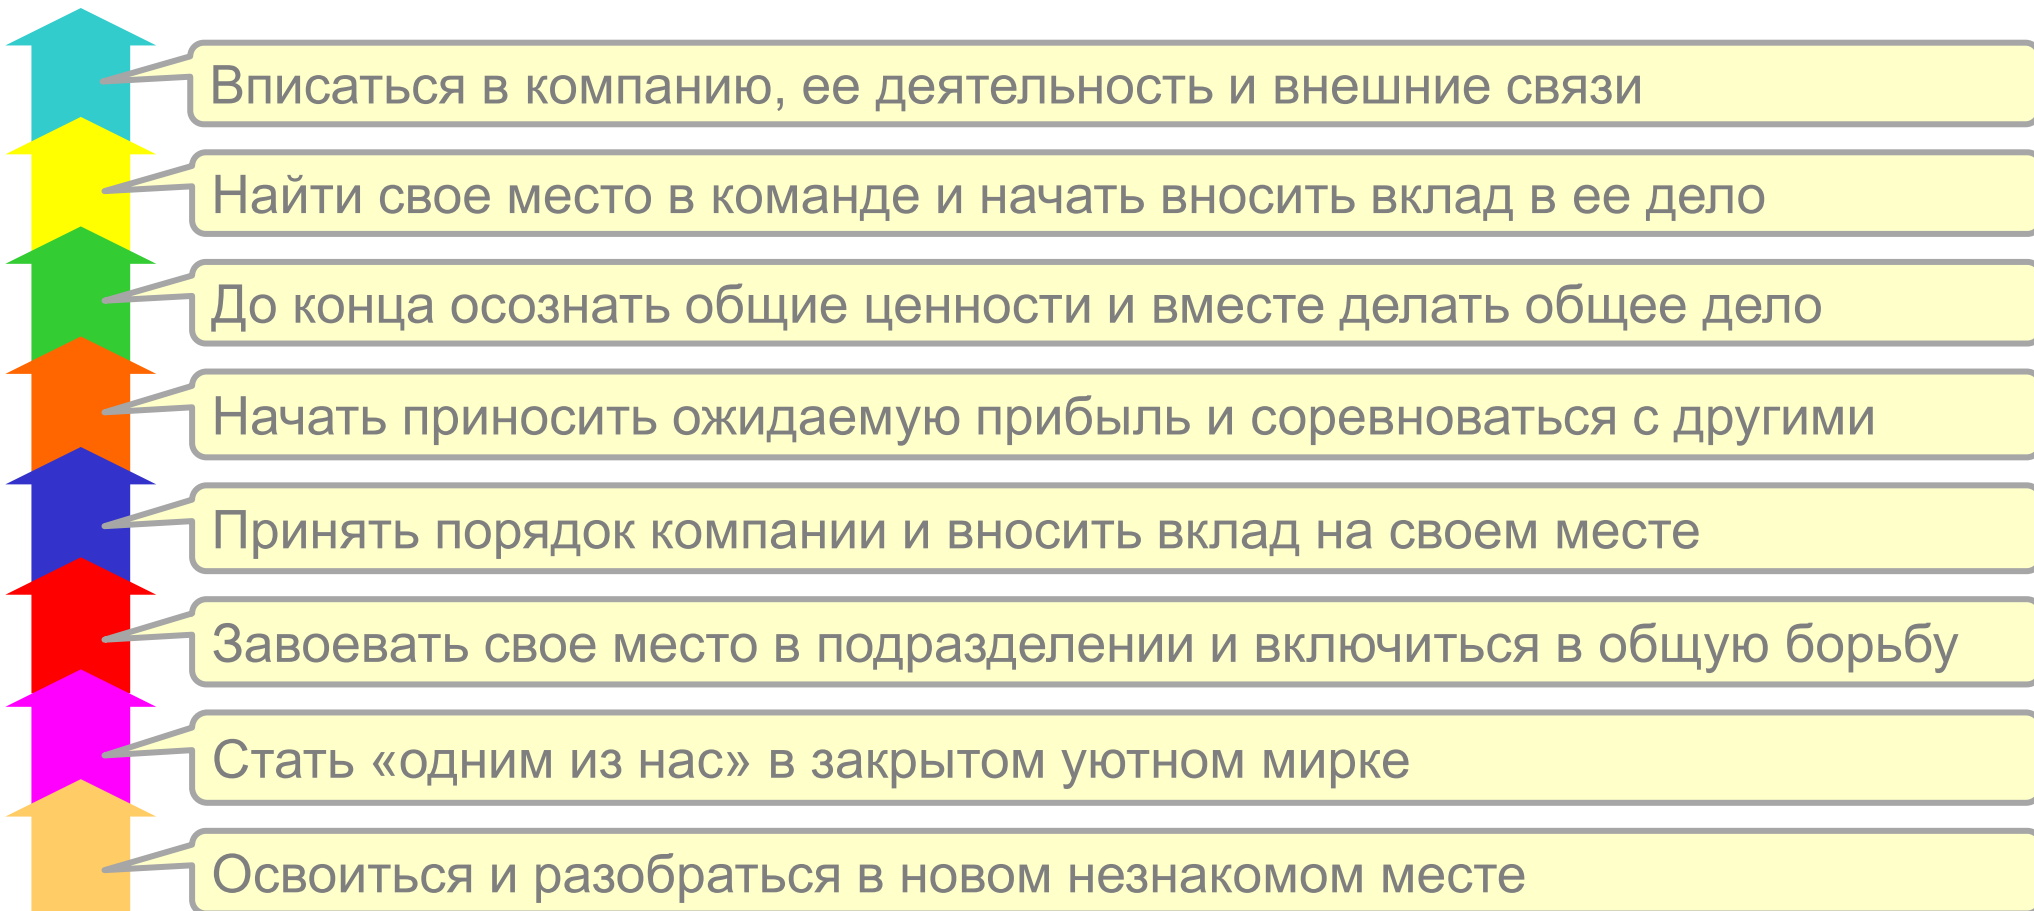 Вписаться в компанию, ее деятельность и внешние связи
Найти свое место в команде и начать вносить вклад в ее дело
До конца осознать общие ценности и вместе делать общее дело
Начать приносить ожидаемую прибыль и соревноваться с другими
Принять порядок компании и вносить вклад на своем месте
Завоевать свое место в подразделении и включиться в общую борьбу
Стать «одним из нас» в закрытом уютном мирке
Освоиться и разобраться в новом незнакомом месте